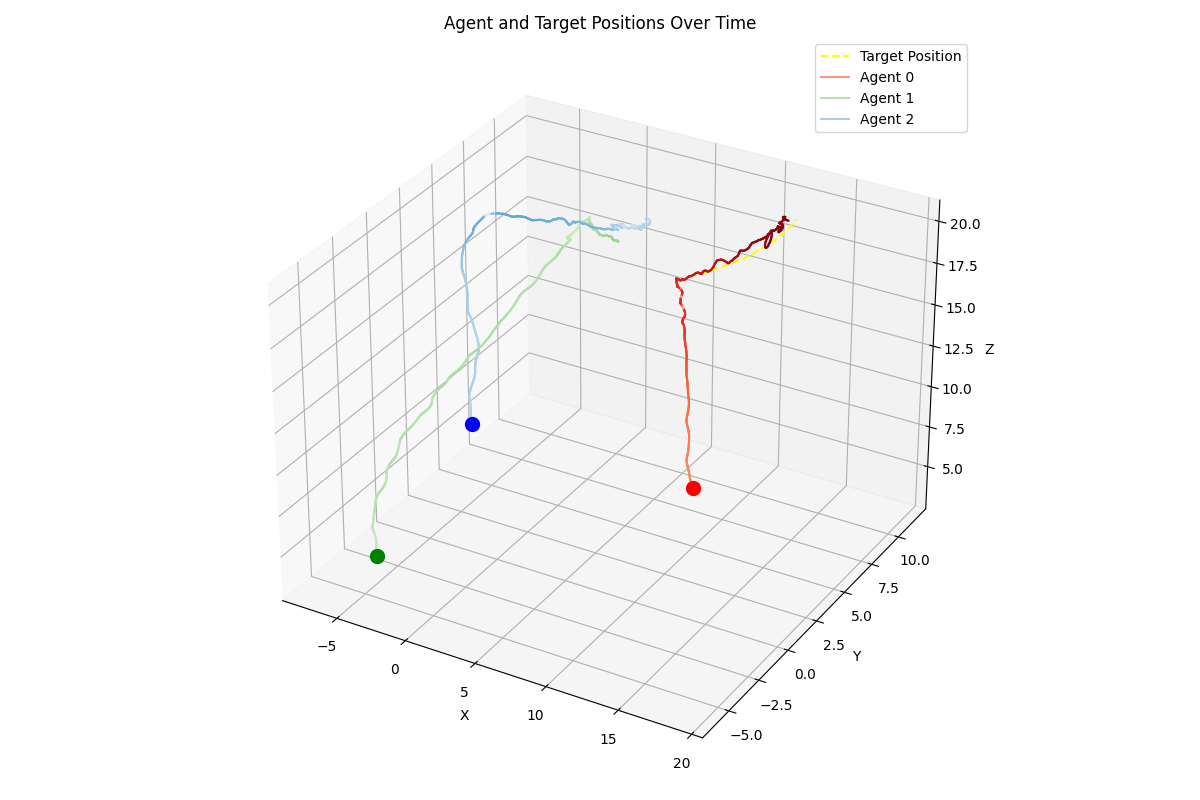 Agent and Target Positions Over Time
Target Position
Agent 0
Agent 1
Agent 2
20.0
17.5
15.0
12.5
Z
10.0
7.5
5.0
10.0
7.5
5.0
2.5
Y
0.0
−2.5
−5.0
−5
0
5
X
10
15
20